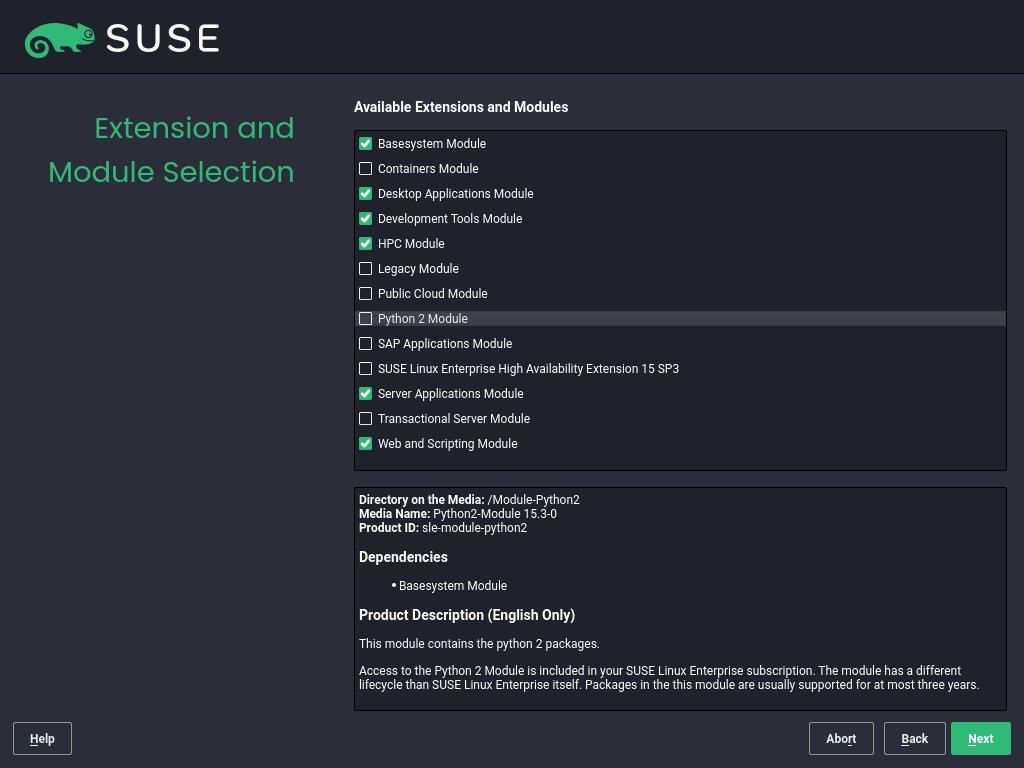 SUSE
Extension and
Module Selection
Available Extensions and Modules
Basesystem Module
Containers Module
Desktop Applications Module
Development Tools Module
HPC Module
Legacy Module
Public Cloud Module
Python 2 Module
SAP Applications Module
SUSE Linux Enterprise High Availability Extension 15 SP3
Server Applications Module
Transactional Server Module
Web and Scripting Module
Directory on the Media: /Module-Python2
Media Name: Python2-Module 15.3-0
Product ID: sle-module-python2
Dependencies
• Basesystem Module
Product Description (English Only)
This module contains the python 2 packages.
Access to the Python 2 Module is included in your SUSE Linux Enterprise subscription. The module has a different
lifecycle than SUSE Linux Enterprise itself. Packages in the this module are usually supported for at most three years.
Help Abort Back Next